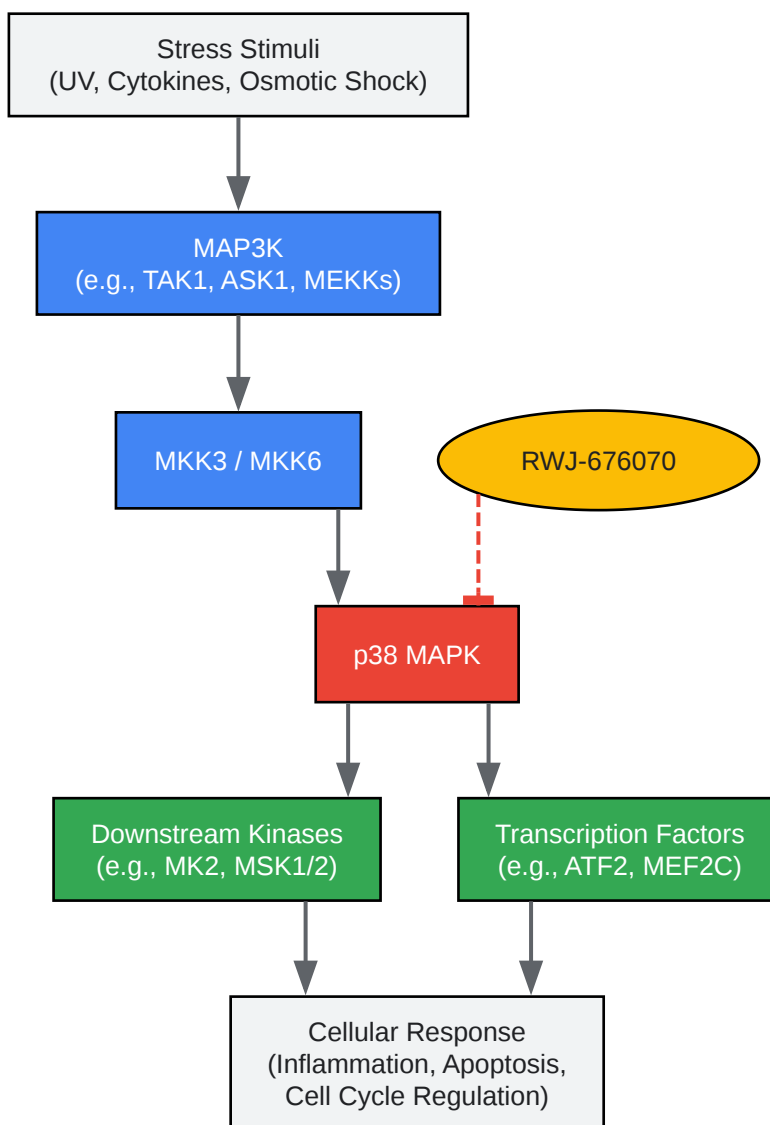 Stress Stimuli
(UV, Cytokines, Osmotic Shock)
MAP3K
(e.g., TAK1, ASK1, MEKKs)
MKK3 / MKK6
RWJ-676070
p38 MAPK
Downstream Kinases
(e.g., MK2, MSK1/2)
Transcription Factors
(e.g., ATF2, MEF2C)
Cellular Response
(Inflammation, Apoptosis,
Cell Cycle Regulation)